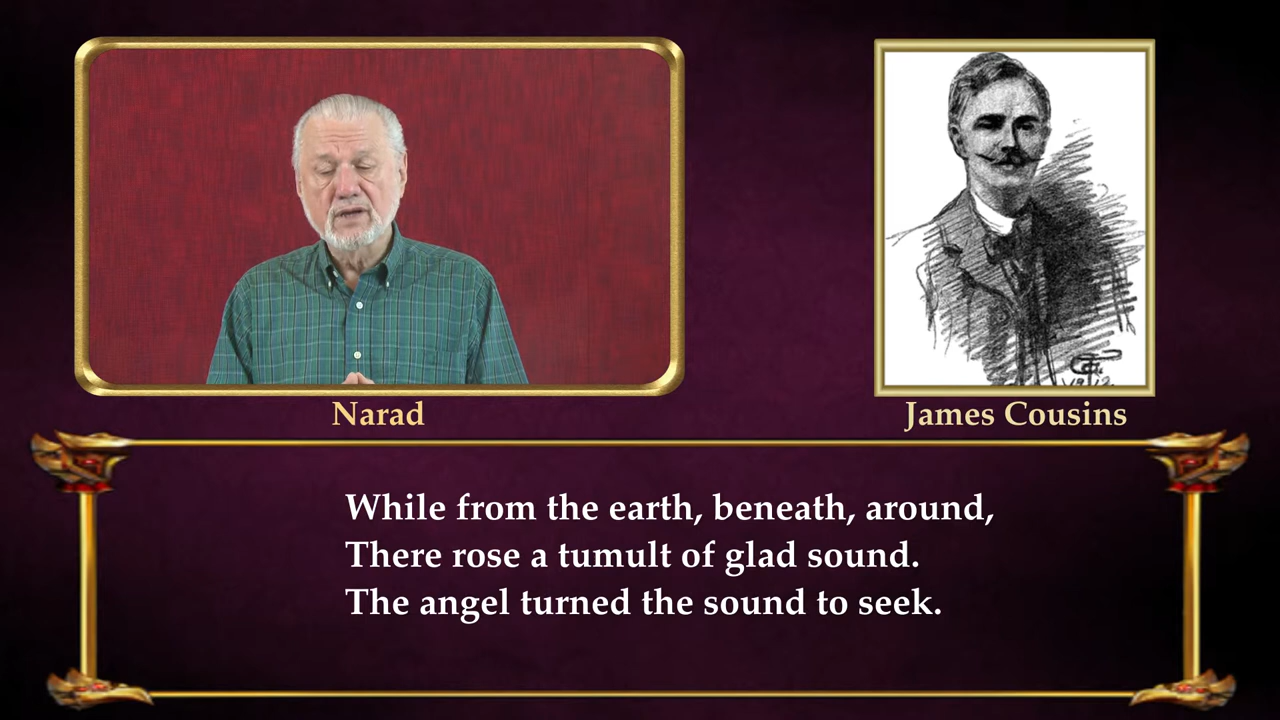 Narad
James Cousins
While from the earth, beneath, around,
There rose a tumult of glad sound.
The angel turned the sound to seek.